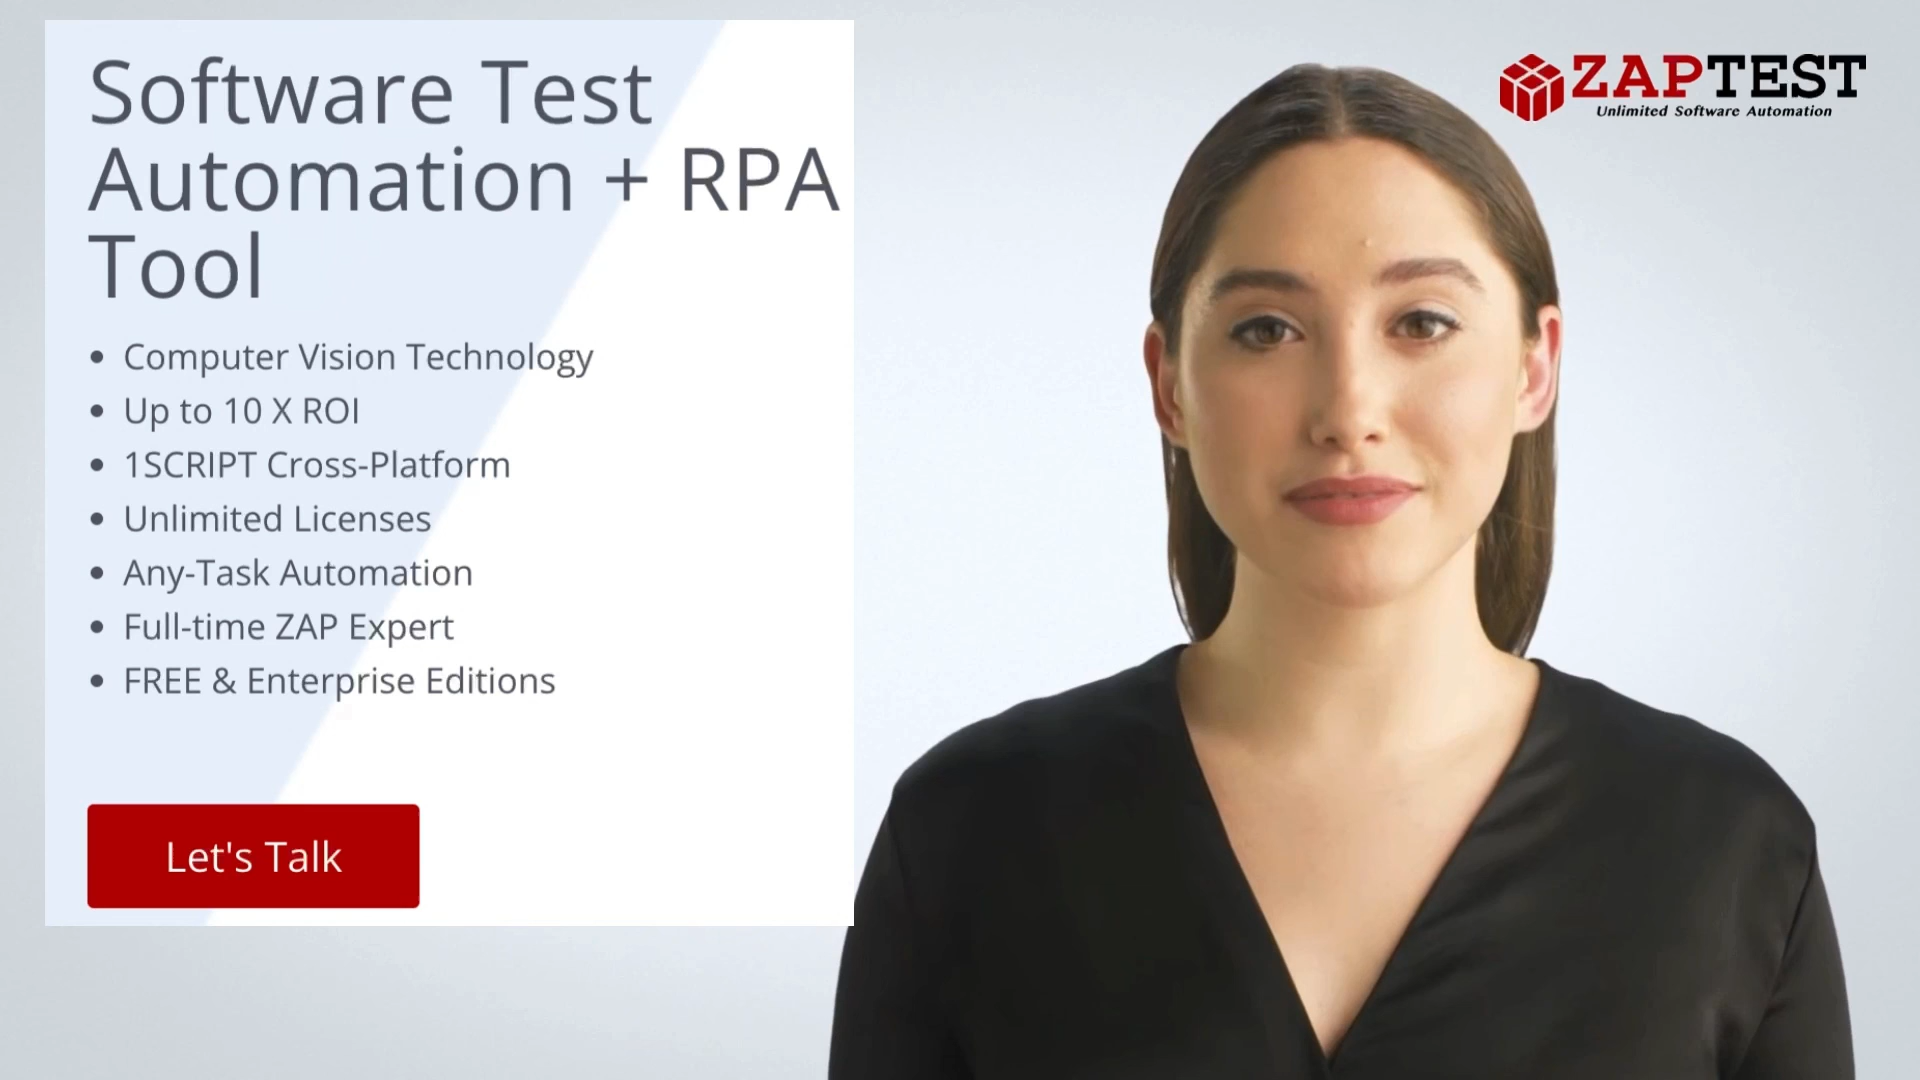 Software Test
Automation + RPA
Tool
Computer Vision Technology
Up to 10 X ROI
1SCRIPT Cross-Platform
Unlimited Licenses
Any-Task Automation
Full-time ZAP Expert
FREE & Enterprise Editions
Let's Talk
ZAPTEST
Unlimited Software Automation